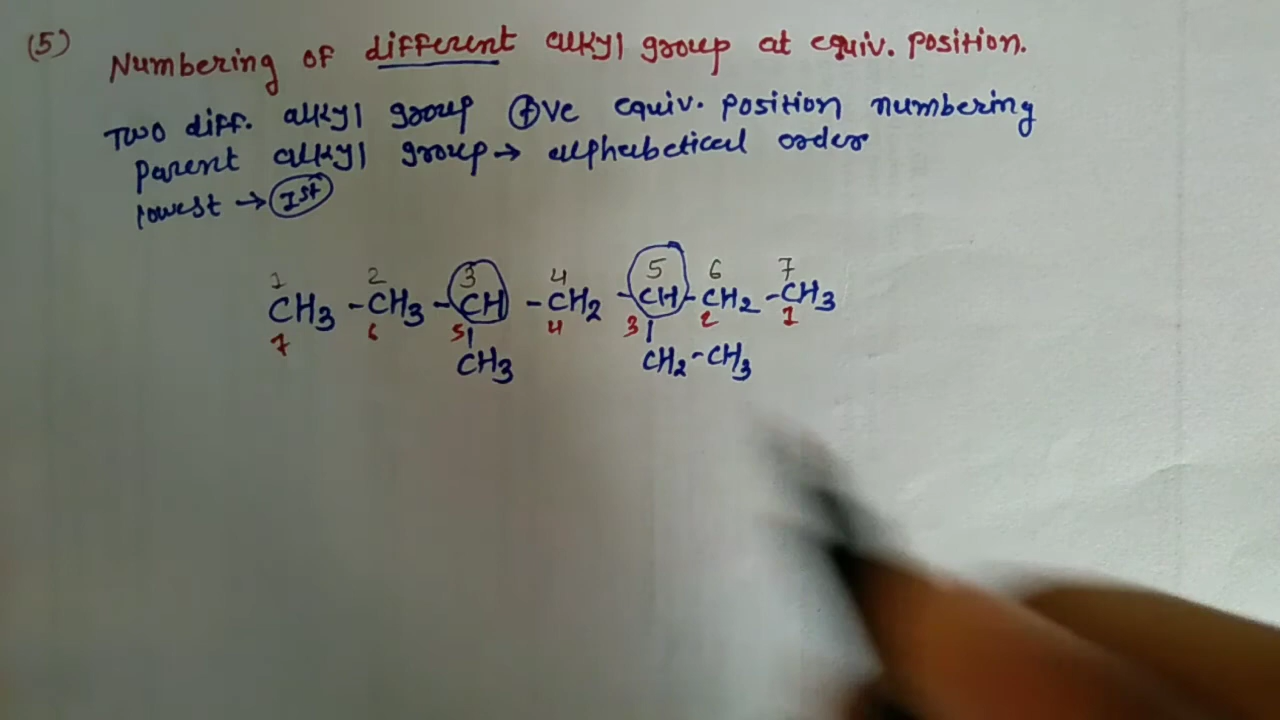 (5) Numbering of different alkyl group at equiv. position.
Two diff. alkyl group ⊕ve equiv. position numbering
parent alkyl group → alphabetical order
lowest → 1st
1 2 3 4 5 6 7
CH3 - CH3 - CH - CH2 - CH - CH2 - CH3
7 6 5 4 3 2 1
CH3 CH2 - CH3